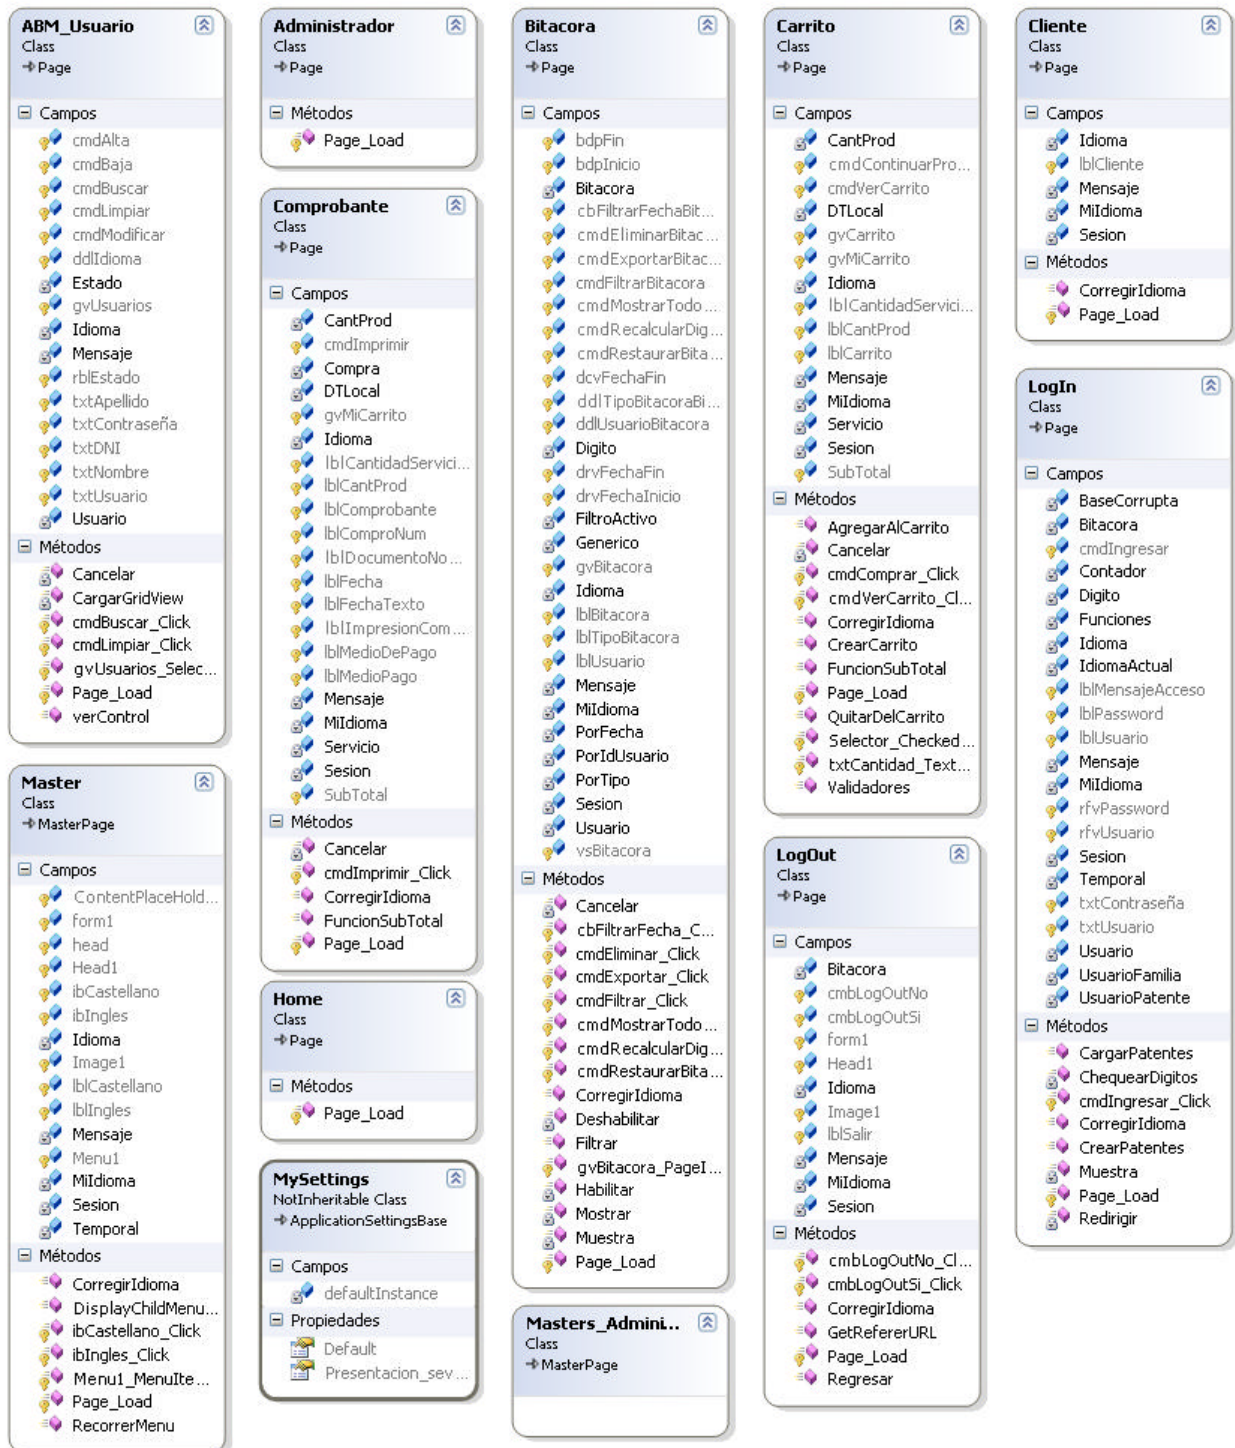 ABM_Usuario
Class
Page
Campos
cmdAlta
cmdBaja
cmdBuscar
cmdLimpiar
cmdModificar
ddlIdioma
Estado
gvUsuarios
Idioma
Mensaje
rblEstado
txtApellido
txtContraseña
txtDNI
txtNombre
txtUsuario
Usuario
Métodos
Cancelar
CargarGridView
cmdBuscar_Click
cmdLimpiar_Click
gvUsuarios_Selec...
Page_Load
verControl
Master
Class
MasterPage
Campos
ContentPlaceHold...
form1
head
Head1
ibCastellano
ibIngles
Idioma
Image1
lblCastellano
lblIngles
Mensaje
Menu1
MiIdioma
Sesion
Temporal
Métodos
CorregirIdioma
DisplayChildMenu...
ibCastellano_Click
ibIngles_Click
Menu1_MenuIte...
Page_Load
RecorrerMenu
Administrador
Class
Page
Métodos
Page_Load
Comprobante
Class
Page
Campos
CantProd
cmdImprimir
Compra
DTLocal
gvMiCarrito
Idioma
lblCantidadServici...
lblCantProd
lblComprobante
lblComproNum
lblDocumentoNo...
lblFecha
lblFechaTexto
lblImpresionCom...
lblMedioDePago
lblMedioPago
Mensaje
MiIdioma
Servicio
Sesion
SubTotal
Métodos
Cancelar
cmdImprimir_Click
CorregirIdioma
FuncionSubTotal
Page_Load
Home
Class
Page
Métodos
Page_Load
MySettings
NotInheritable Class
ApplicationSettingsBase
Campos
defaultInstance
Propiedades
Default
Presentacion_sev...
Bitacora
Class
Page
Campos
bdpFin
bdpInicio
Bitacora
cbFiltrarFechaBit...
cmdEliminarBitac...
cmdExportarBitac...
cmdFiltrarBitacora
cmdMostrarTodo...
cmdRecalcularDig...
cmdRestaurarBita...
dcvFechaFin
ddlTipoBitacoraBi...
ddlUsuarioBitacora
Digito
drvFechaFin
drvFechaInicio
FiltroActivo
Generico
gvBitacora
Idioma
lblBitacora
lblTipoBitacora
lblUsuario
Mensaje
MiIdioma
PorFecha
PorIdUsuario
PorTipo
Sesion
Usuario
vsBitacora
Métodos
Cancelar
cbFiltrarFecha_C...
cmdEliminar_Click
cmdExportar_Click
cmdFiltrar_Click
cmdMostrarTodo...
cmdRecalcularDig...
cmdRestaurarBita...
CorregirIdioma
Deshabilitar
Filtrar
gvBitacora_PageI...
Habilitar
Mostrar
Muestra
Page_Load
Masters_Admini...
Class
MasterPage
Carrito
Class
Page
Campos
CantProd
cmdContinuarPro...
cmdVerCarrito
DTLocal
gvCarrito
gvMiCarrito
Idioma
lblCantidadServici...
lblCantProd
lblCarrito
Mensaje
MiIdioma
Servicio
Sesion
SubTotal
Métodos
AgregarAlCarrito
Cancelar
cmdComprar_Click
cmdVerCarrito_Cl...
CorregirIdioma
CrearCarrito
FuncionSubTotal
Page_Load
QuitarDelCarrito
Selector_Checked...
txtCantidad_Text...
Validadores
LogOut
Class
Page
Campos
Bitacora
cmbLogOutNo
cmbLogOutSi
form1
Head1
Idioma
Image1
lblSalir
Mensaje
MiIdioma
Sesion
Métodos
cmbLogOutNo_Cl...
cmbLogOutSi_Click
CorregirIdioma
GetRefererURL
Page_Load
Regresar
Cliente
Class
Page
Campos
Idioma
lblCliente
Mensaje
MiIdioma
Sesion
Métodos
CorregirIdioma
Page_Load
LogIn
Class
Page
Campos
BaseCorrupta
Bitacora
cmdIngresar
Contador
Digito
Funciones
Idioma
IdiomaActual
lblMensajeAcceso
lblPassword
lblUsuario
Mensaje
MiIdioma
rfvPassword
rfvUsuario
Sesion
Temporal
txtContraseña
txtUsuario
Usuario
UsuarioFamilia
UsuarioPatente
Métodos
CargarPatentes
ChequearDigitos
cmdIngresar_Click
CorregirIdioma
CrearPatentes
Muestra
Page_Load
Redirigir